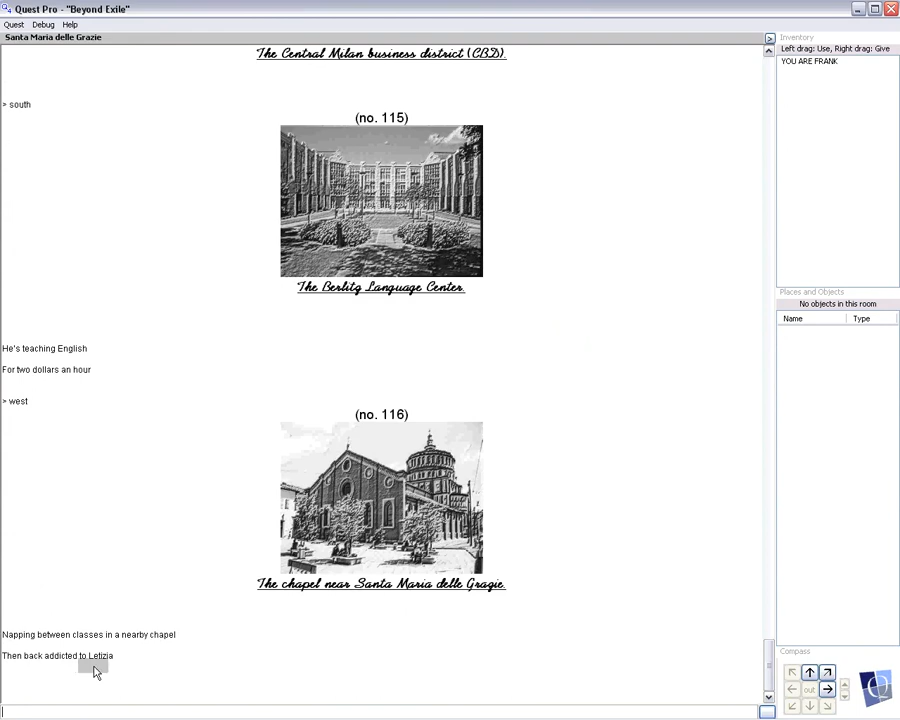 Quest Pro - "Beyond Exile"
Quest Debug Help
Santa Maria delle Grazie
The Central Milan business district (CBD).
> south
(no. 115)
The Berlitz Language Center.
He's teaching English
For two dollars an hour
> west
(no. 116)
The chapel near Santa Maria delle Grazie.
Napping between classes in a nearby chapel
Then back addicted to Letizia
Inventory
Left drag: Use, Right drag: Give
YOU ARE FRANK
Places and Objects
No objects in this room
Name Type
Compass
out